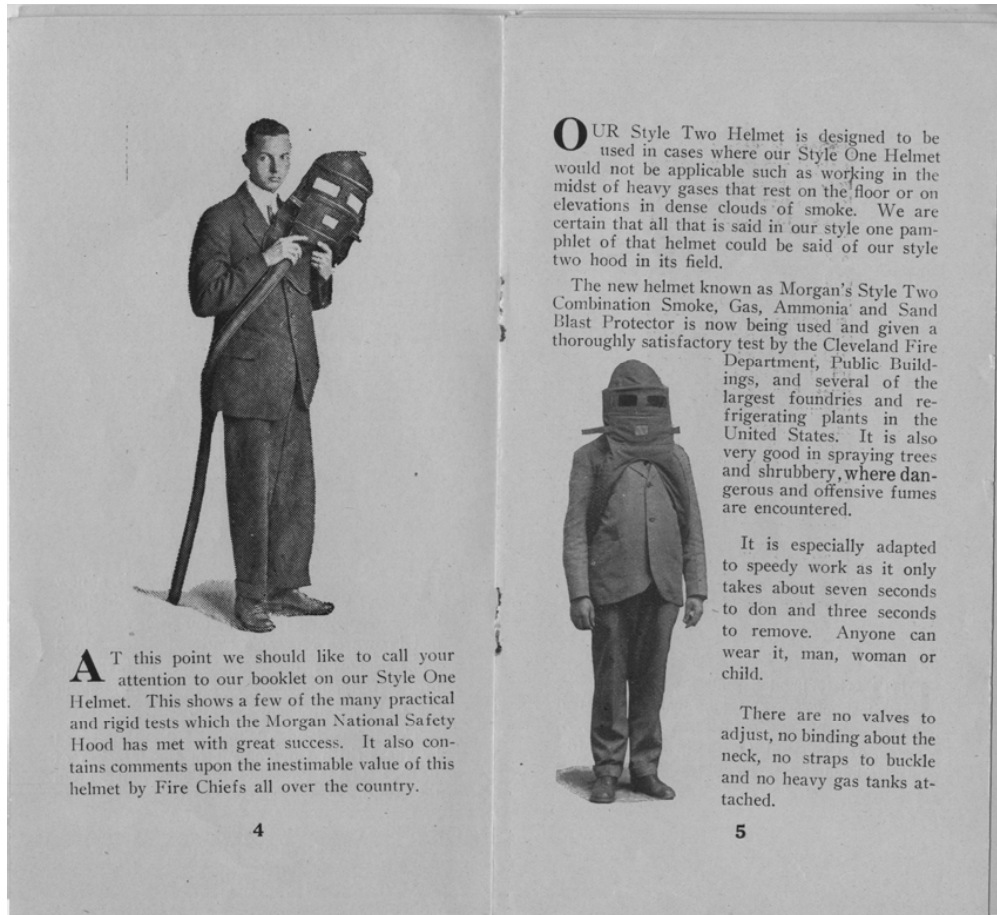 AT this point we should like to call your
attention to our booklet on our Style One
Helmet. This shows a few of the many practical
and rigid tests which the Morgan National Safety
Hood has met with great success. It also con-
tains comments upon the inestimable value of this
helmet by Fire Chiefs all over the country.
4
OUR Style Two Helmet is designed to be
used in cases where our Style One Helmet
would not be applicable such as working in the
midst of heavy gases that rest on the floor or on
elevations in dense clouds of smoke. We are
certain that all that is said in our style one pam-
phlet of that helmet could be said of our style
two hood in its field.
The new helmet known as Morgan's Style Two
Combination Smoke, Gas, Ammonia and Sand
Blast Protector is now being used and given a
thoroughly satisfactory test by the Cleveland Fire
Department, Public Build-
ings, and several of the
largest foundries and re-
frigerating plants in the
United States. It is also
very good in spraying trees
and shrubbery, where dan-
gerous and offensive fumes
are encountered.
It is especially adapted
to speedy work as it only
takes about seven seconds
to don and three seconds
to remove. Anyone can
wear it, man, woman or
child.
There are no valves to
adjust, no binding about the
neck, no straps to buckle
and no heavy gas tanks at-
tached.
5